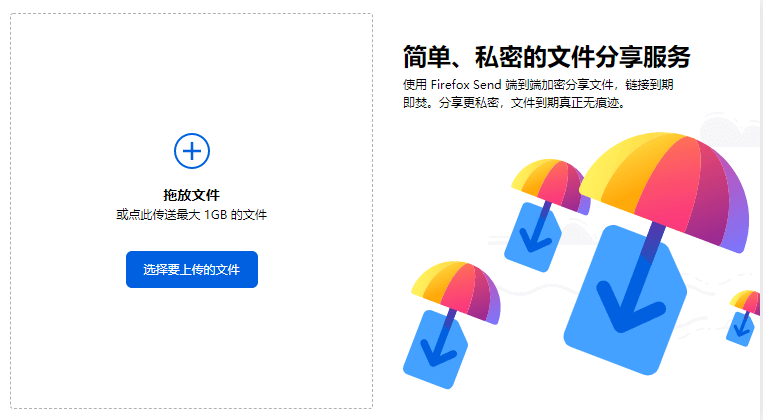 拖放文件
或点此传送最大 1GB 的文件
选择要上传的文件
简单、私密的文件分享服务
使用 Firefox Send 端到端加密分享文件，链接到期
即焚。分享更私密，文件到期真正无痕迹。